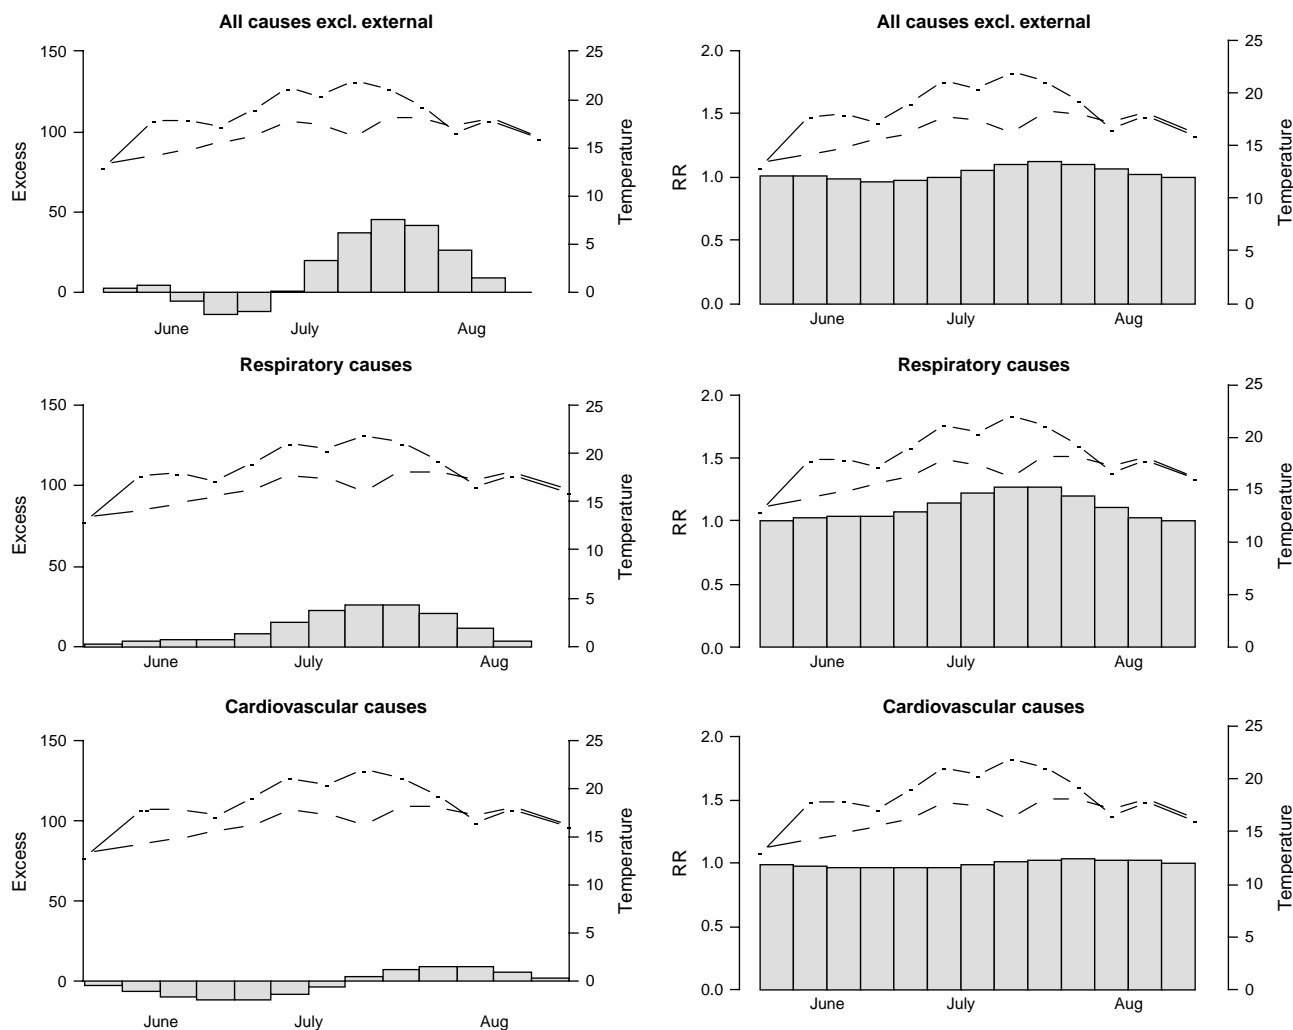 All causes excl. external
150
100
50
0
Excess
25
20
15
10
5
0
Temperature
June
July
Aug
All causes excl. external
2.0
1.5
1.0
0.5
0.0
RR
25
20
15
10
5
0
Temperature
June
July
Aug
Respiratory causes
150
100
50
0
Excess
25
20
15
10
5
0
Temperature
June
July
Aug
Respiratory causes
2.0
1.5
1.0
0.5
0.0
RR
25
20
15
10
5
0
Temperature
June
July
Aug
Cardiovascular causes
150
100
50
0
Excess
25
20
15
10
5
0
Temperature
June
July
Aug
Cardiovascular causes
2.0
1.5
1.0
0.5
0.0
RR
25
20
15
10
5
0
Temperature
June
July
Aug